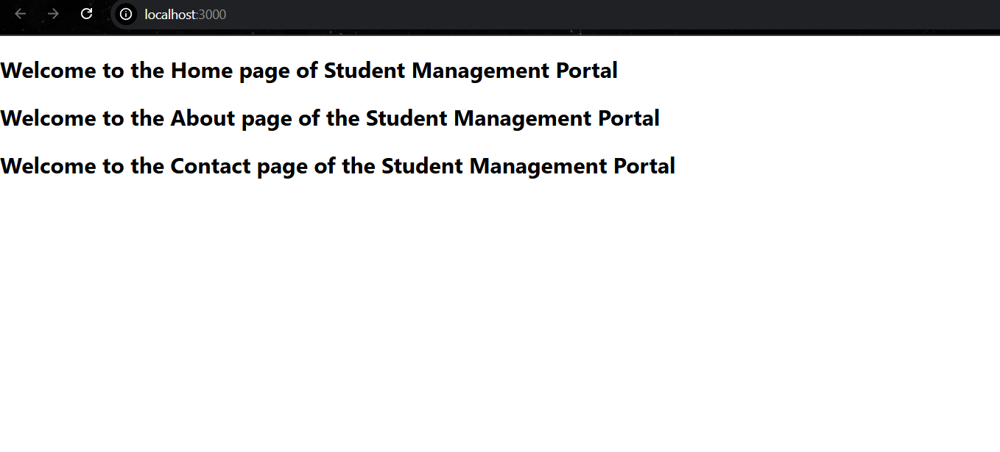 localhost:3000
Welcome to the Home page of Student Management Portal
Welcome to the About page of the Student Management Portal
Welcome to the Contact page of the Student Management Portal